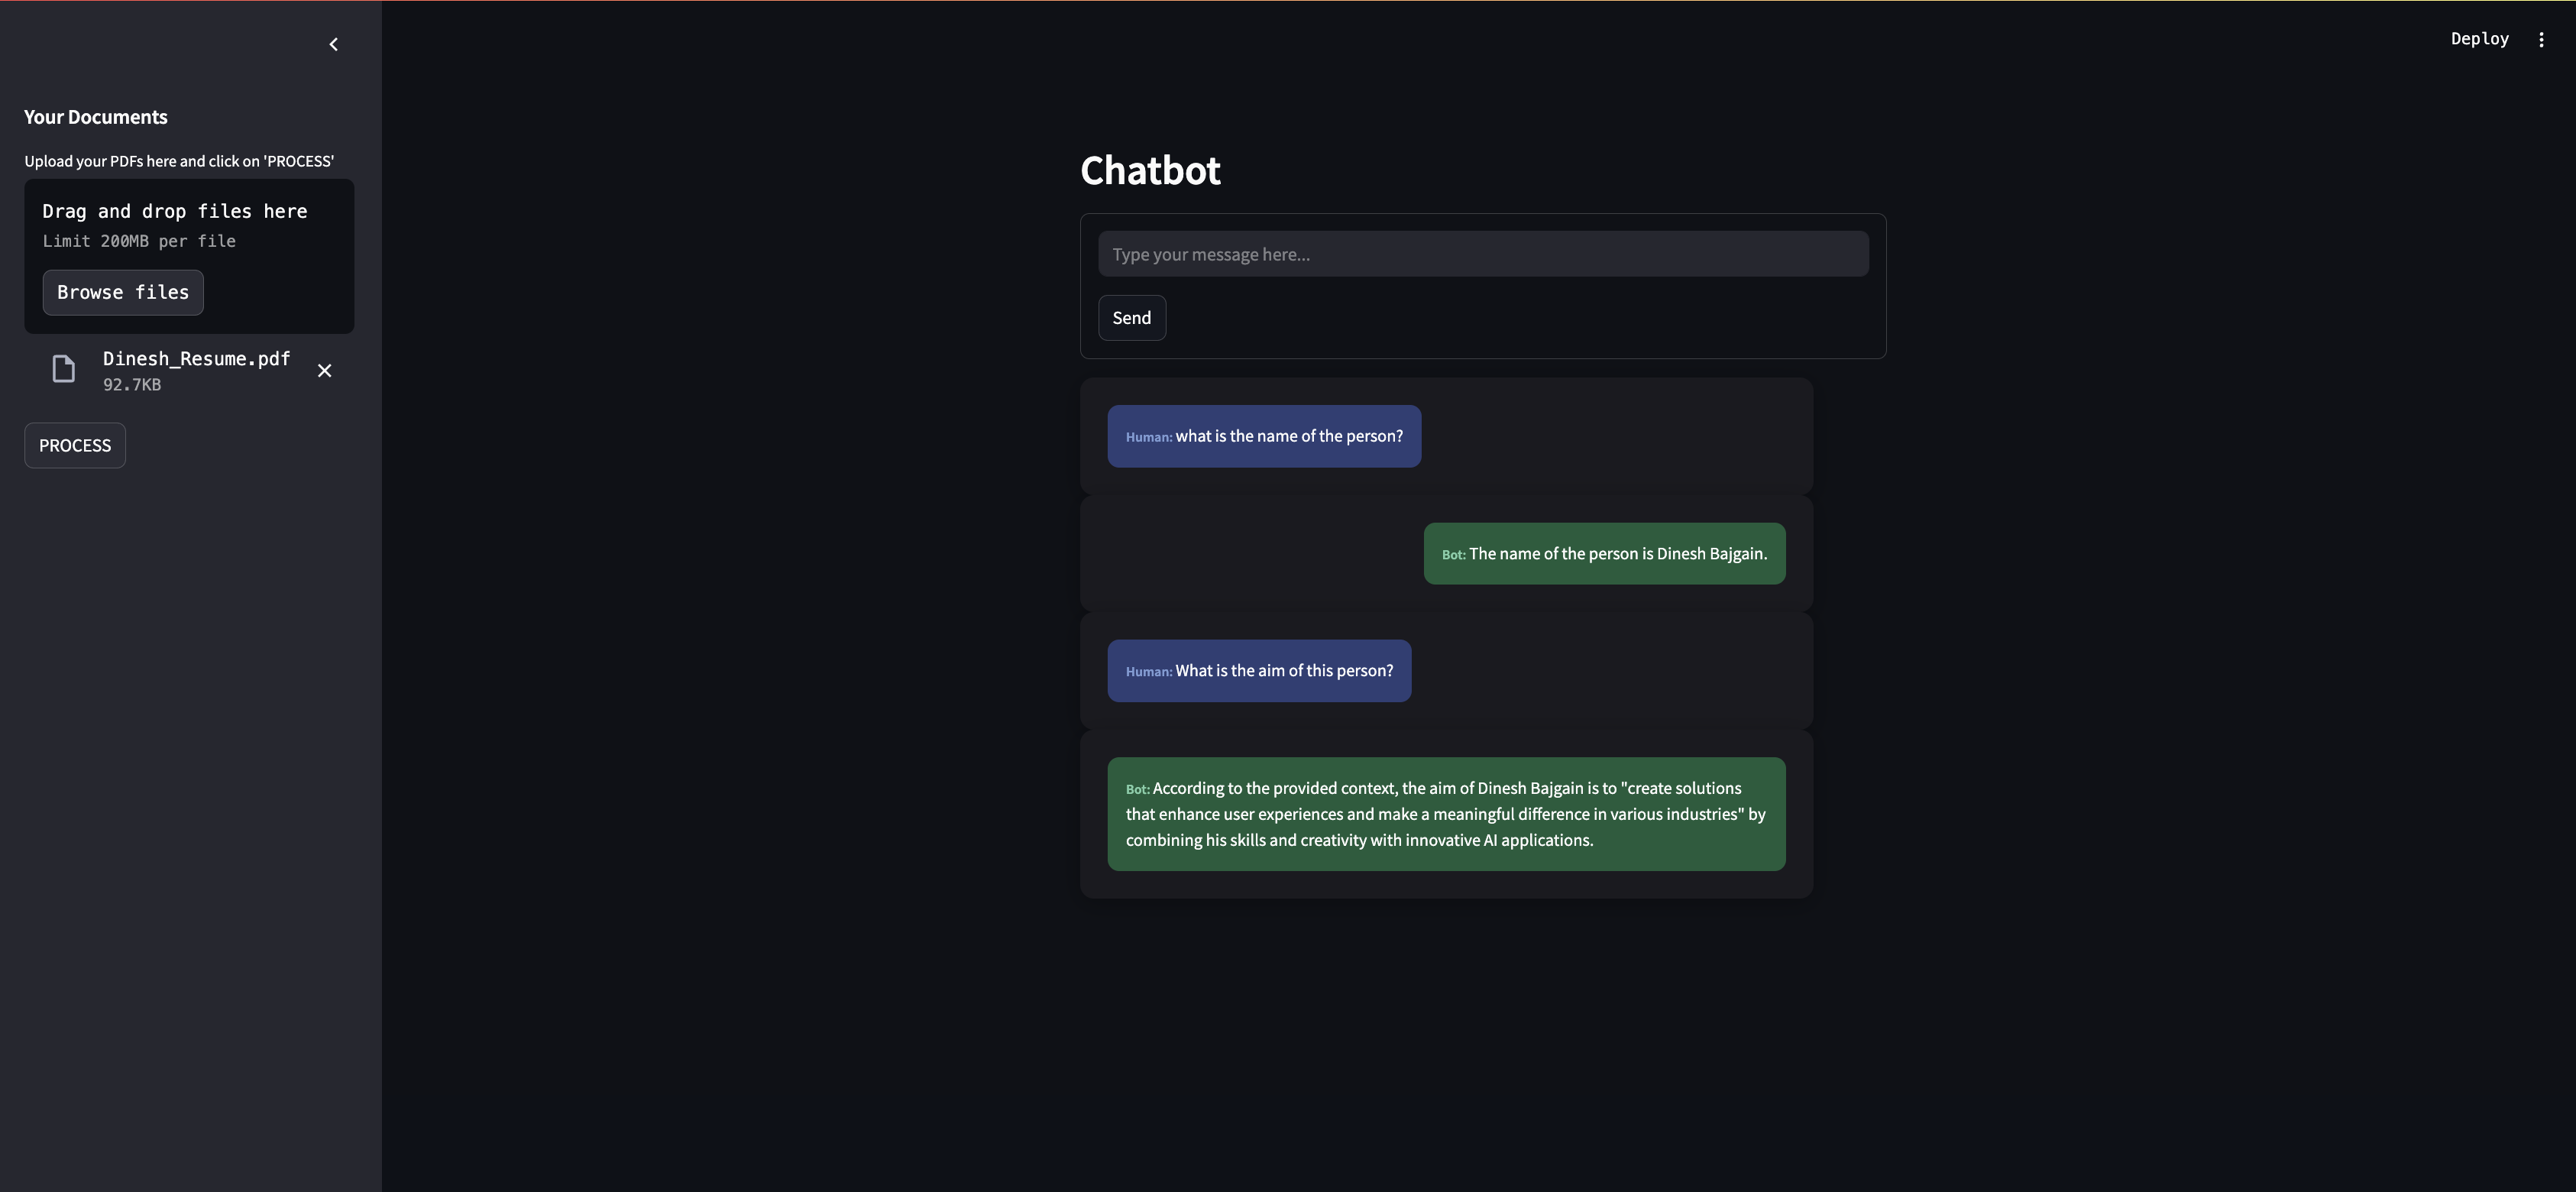 Deploy
Your Documents
Upload your PDFs here and click on 'PROCESS'
Drag and drop files here
Limit 200MB per file
Browse files
Dinesh_Resume.pdf
92.7KB
PROCESS
Chatbot
Type your message here...
Send
Human: what is the name of the person?
Bot: The name of the person is Dinesh Bajgain.
Human: What is the aim of this person?
Bot: According to the provided context, the aim of Dinesh Bajgain is to "create solutions
that enhance user experiences and make a meaningful difference in various industries" by
combining his skills and creativity with innovative AI applications.